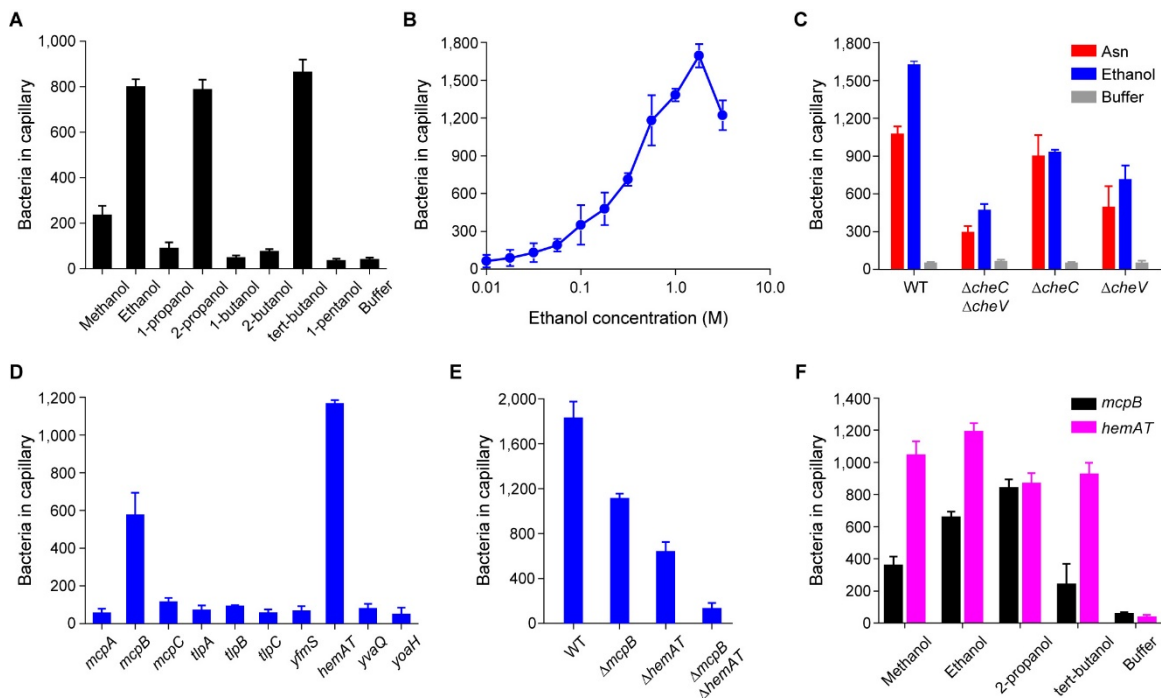 A
Bacteria in capillary
1,000
800
600
400
200
0
Methanol
Ethanol
1-propanol
2-propanol
1-butanol
2-butanol
tert-butanol
1-pentanol
Buffer
B
Bacteria in capillary
1,800
1,500
1,200
900
600
300
0
0.01
0.1
1.0
10.0
Ethanol concentration (M)
C
Bacteria in capillary
1,800
1,500
1,200
900
600
300
0
Asn
Ethanol
Buffer
WT
ΔcheC
ΔcheV
ΔcheC
ΔcheV
D
Bacteria in capillary
1,200
1,000
800
600
400
200
0
mcpA
mcpB
mcpC
tlpA
tlpB
tlpC
yfmS
hemAT
yvaQ
yoaH
E
Bacteria in capillary
2,000
1,600
1,200
800
400
0
WT
ΔmcpB
ΔhemAT
ΔmcpB
ΔhemAT
F
Bacteria in capillary
1,400
1,200
1,000
800
600
400
200
0
mcpB
hemAT
Methanol
Ethanol
2-propanol
tert-butanol
Buffer